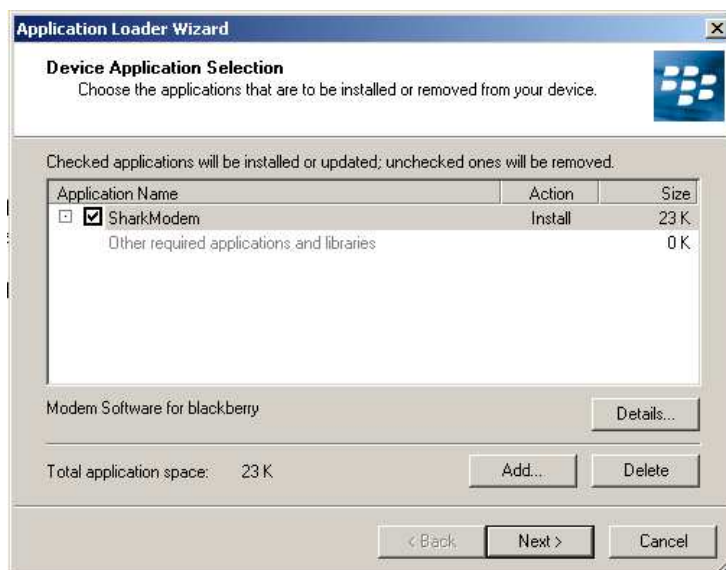 Application Loader Wizard
Device Application Selection
Choose the applications that are to be installed or removed from your device.
Checked applications will be installed or updated; unchecked ones will be removed.
Application Name Action Size
SharkModem Install 23 K
Other required applications and libraries 0 K
Modem Software for blackberry
Details...
Total application space: 23 K Add... Delete
< Back Next > Cancel